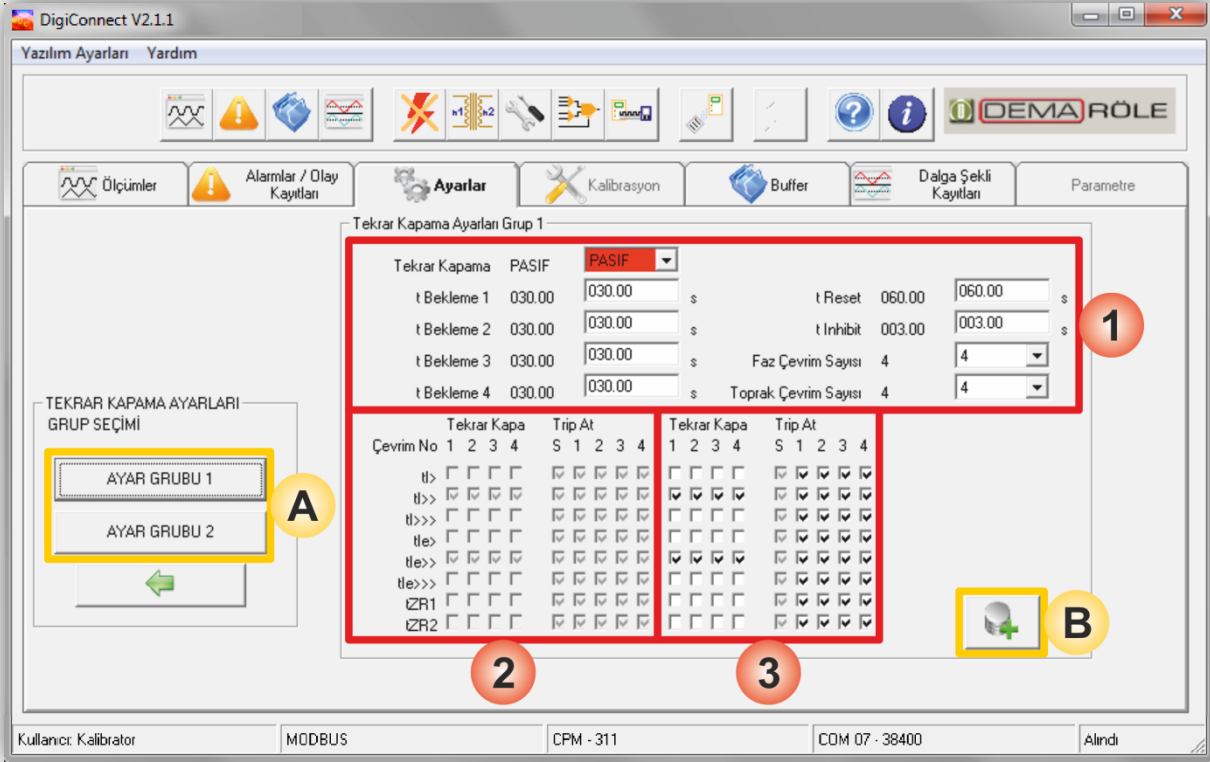 DigiConnect V2.1.1
Yazılım Ayarları Yardım
n1 n2
DEMA RÖLE
Ölçümler
Alarmlar / Olay Kayıtları
Ayarlar
Kalibrasyon
Buffer
Dalga Şekli Kayıtları
Parametre
TEKRAR KAPAMA AYARLARI
GRUP SEÇİMİ
AYAR GRUBU 1
AYAR GRUBU 2
A
Tekrar Kapama Ayarları Grup 1
Tekrar Kapama PASIF PASIF
t Bekleme 1 030.00 030.00 s t Reset 060.00 060.00 s
t Bekleme 2 030.00 030.00 s t Inhibit 003.00 003.00 s
t Bekleme 3 030.00 030.00 s Faz Çevrim Sayısı 4 4
t Bekleme 4 030.00 030.00 s Toprak Çevrim Sayısı 4 4
1
Tekrar Kapa Trip At Tekrar Kapa Trip At
Çevrim No 1 2 3 4 S 1 2 3 4 1 2 3 4 S 1 2 3 4
tI>
tI>>
tI>>>
tIe>
tIe>>
tIe>>>
tZR1
tZR2
B
2
3
Kullanıcı: Kalibrator MODBUS CPM - 311 COM 07 - 38400 Alındı